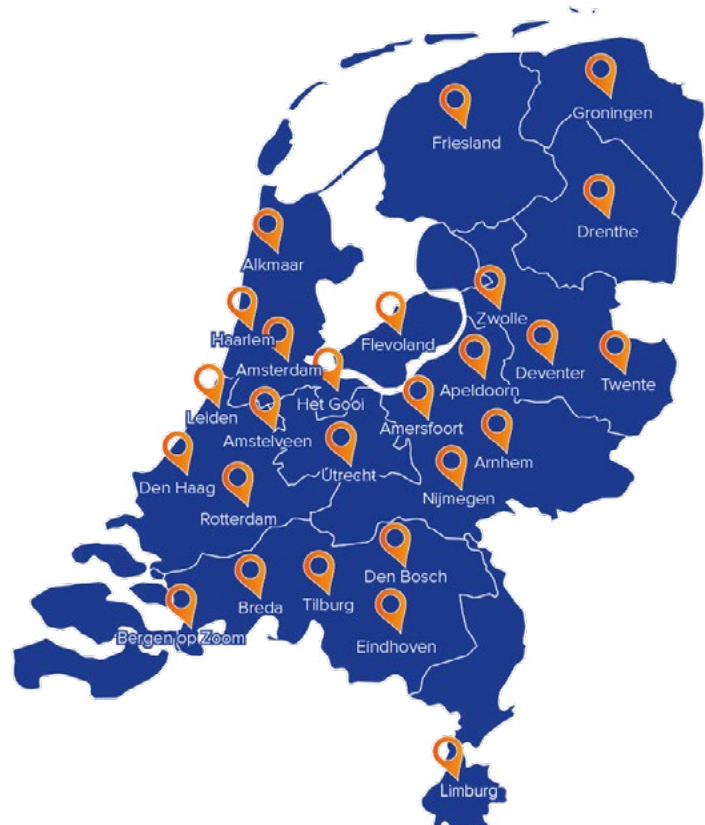 Groningen
Friesland
Drenthe
Alkmaar
Zwolle
Haarlem
Flevoland
Amsterdam
Deventer
Twente
Apeldoorn
Het Gooi
Leiden
Amstelveen
Amersfoort
Arnhem
Utrecht
Den Haag
Nijmegen
Rotterdam
Den Bosch
Breda
Tilburg
Bergen op Zoom
Eindhoven
Limburg